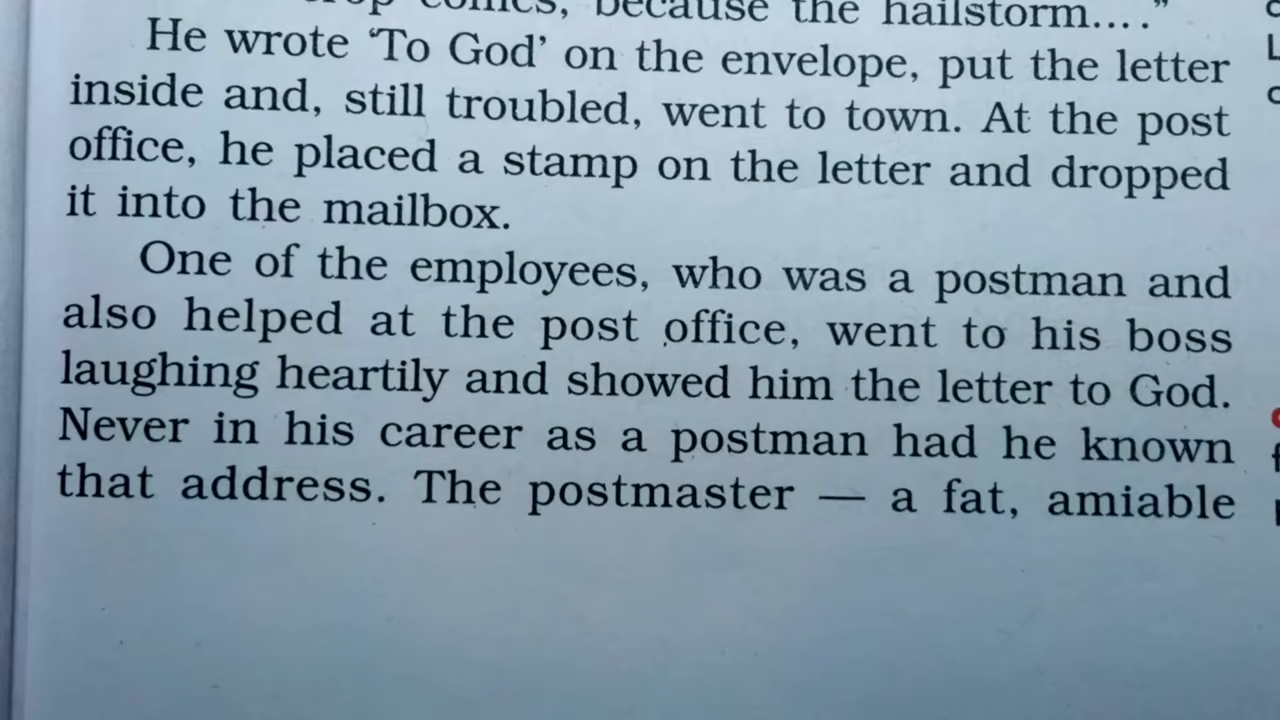 comes, because the hailstorm....”
He wrote ‘To God’ on the envelope, put the letter
inside and, still troubled, went to town. At the post
office, he placed a stamp on the letter and dropped
it into the mailbox.
One of the employees, who was a postman and
also helped at the post office, went to his boss
laughing heartily and showed him the letter to God.
Never in his career as a postman had he known
that address. The postmaster — a fat, amiable